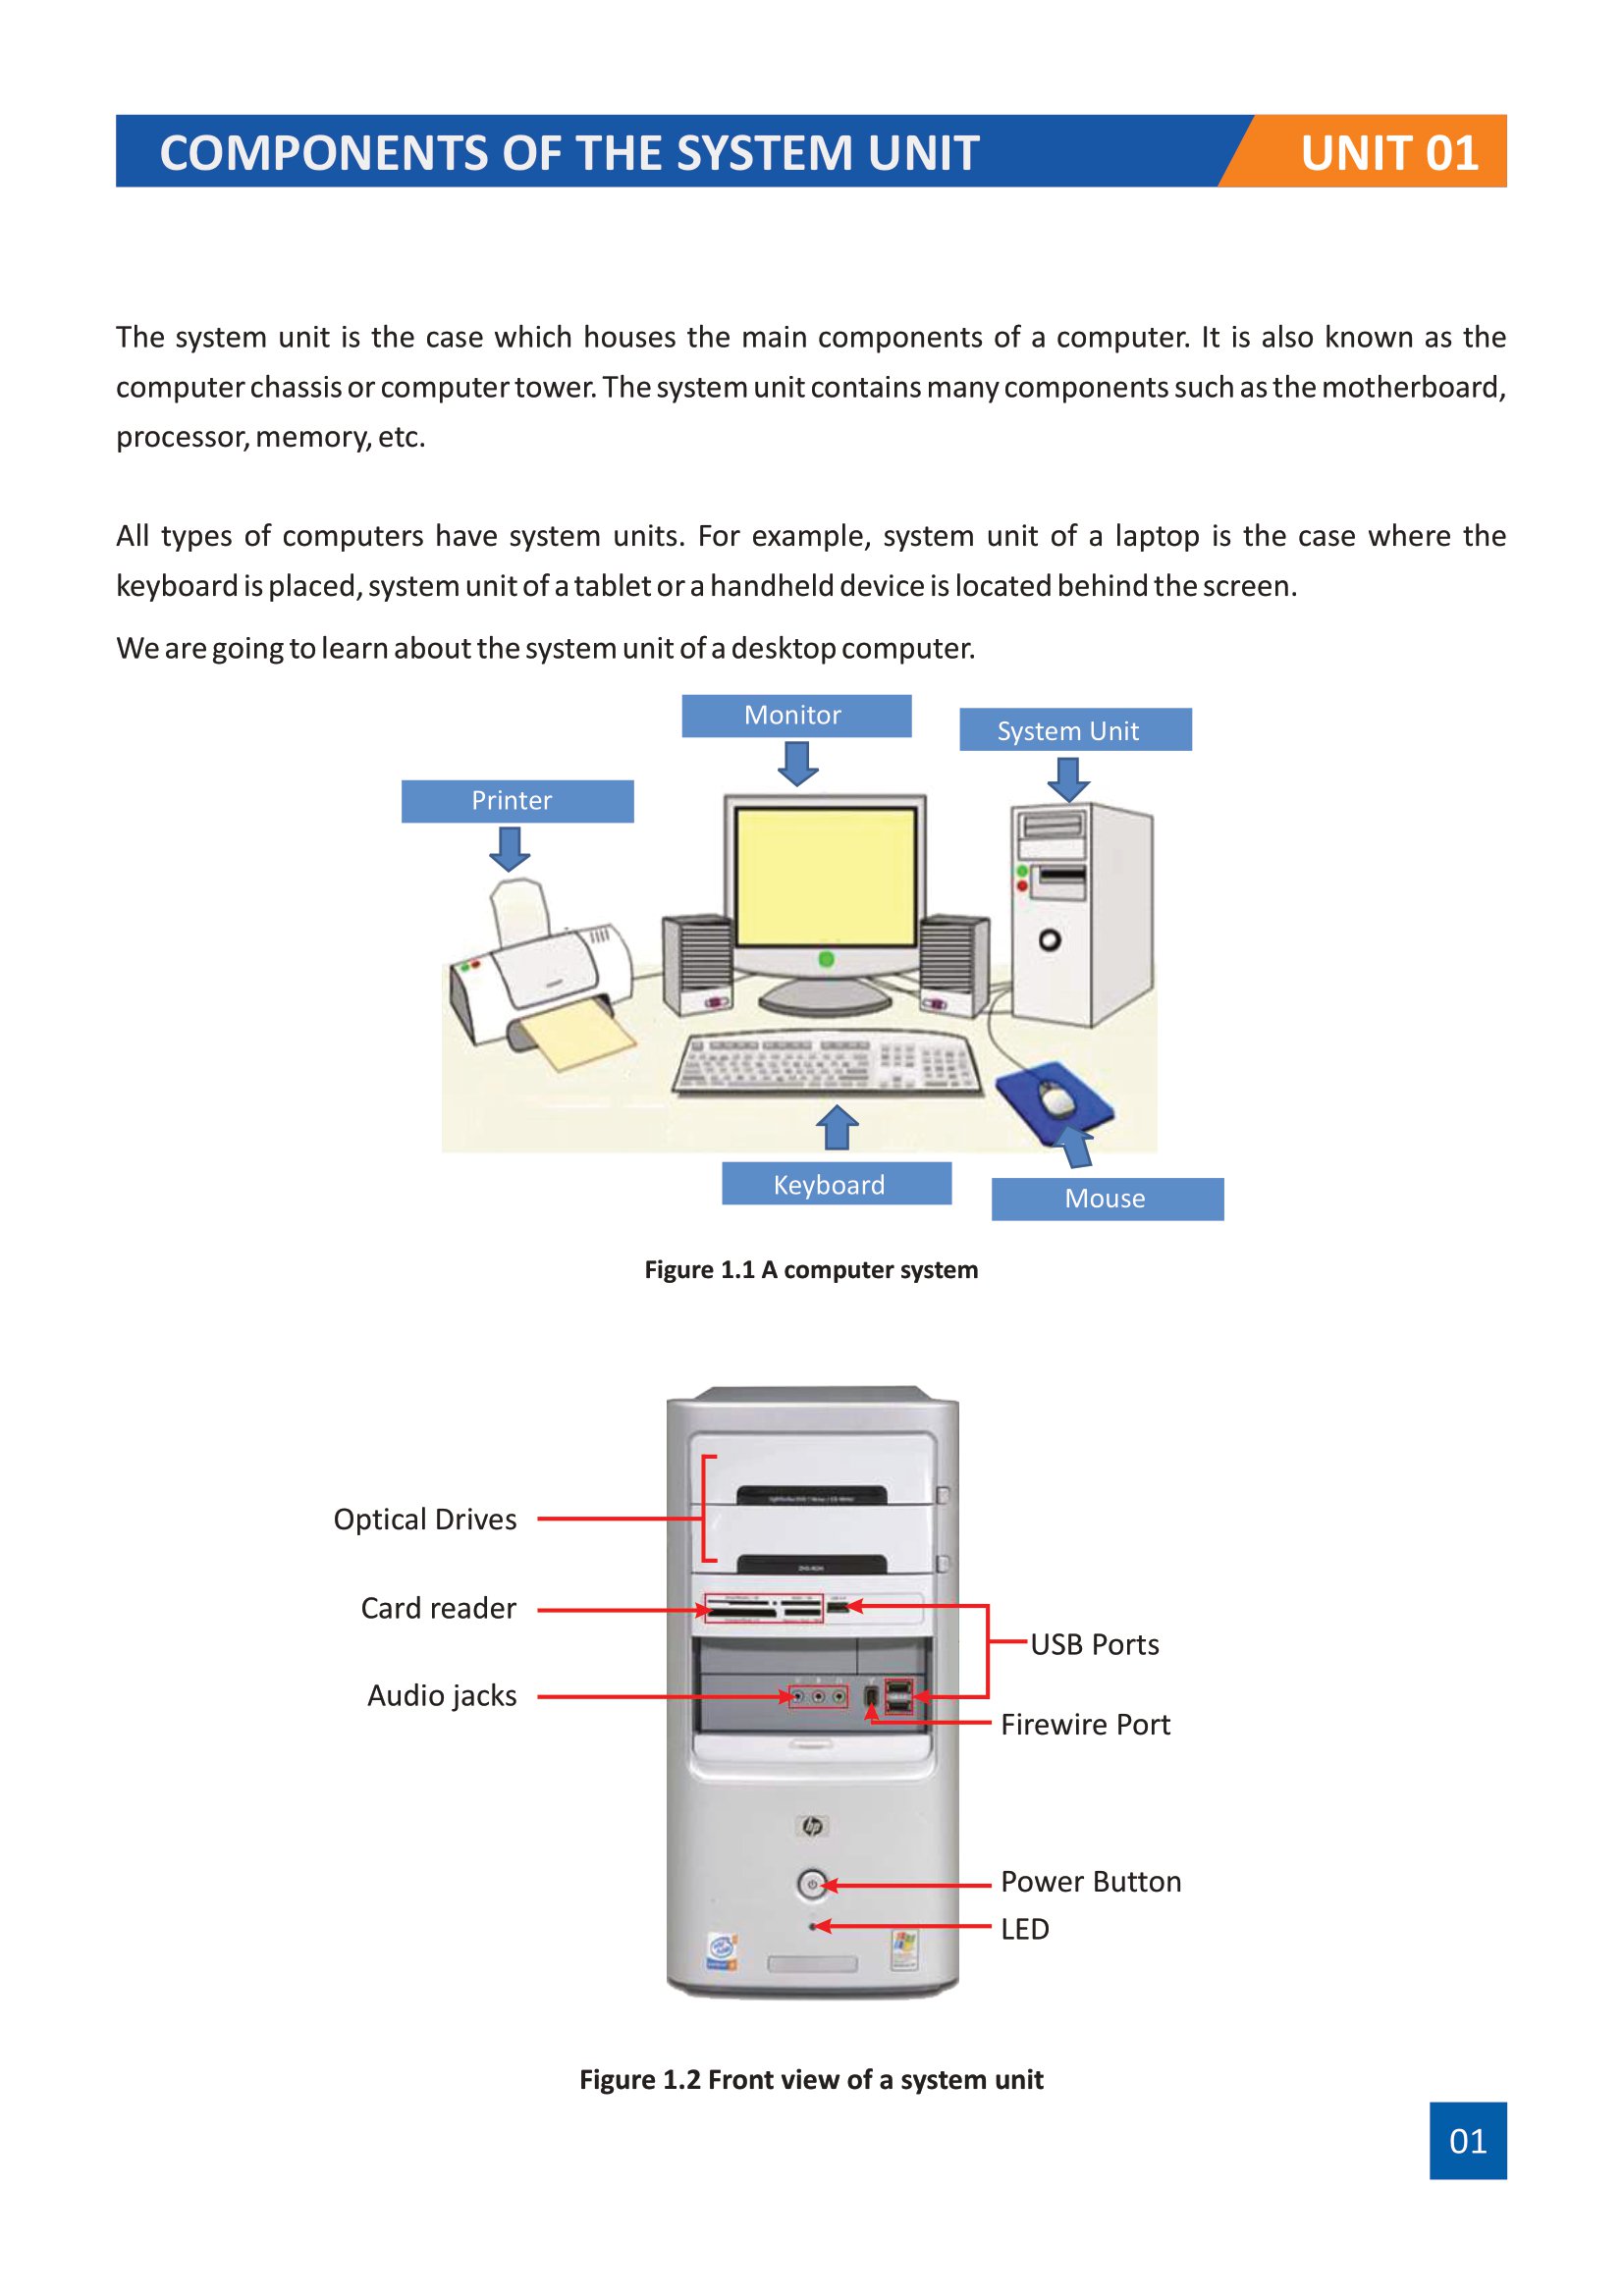 COMPONENTS OF THE SYSTEM UNIT
UNIT 01
The system unit is the case which houses the main components of a computer. It is also known as the
computer chassis or computer tower. The system unit contains many components such as the motherboard,
processor, memory, etc.
All types of computers have system units. For example, system unit of a laptop is the case where the
keyboard is placed, system unit of a tablet or a handheld device is located behind the screen.
We are going to learn about the system unit of a desktop computer.
Monitor
System Unit
Printer
Keyboard
Mouse
Figure 1.1 A computer system
Optical Drives
Card reader
USB Ports
Audio jacks
Firewire Port
hp
Power Button
LED
Figure 1.2 Front view of a system unit
01